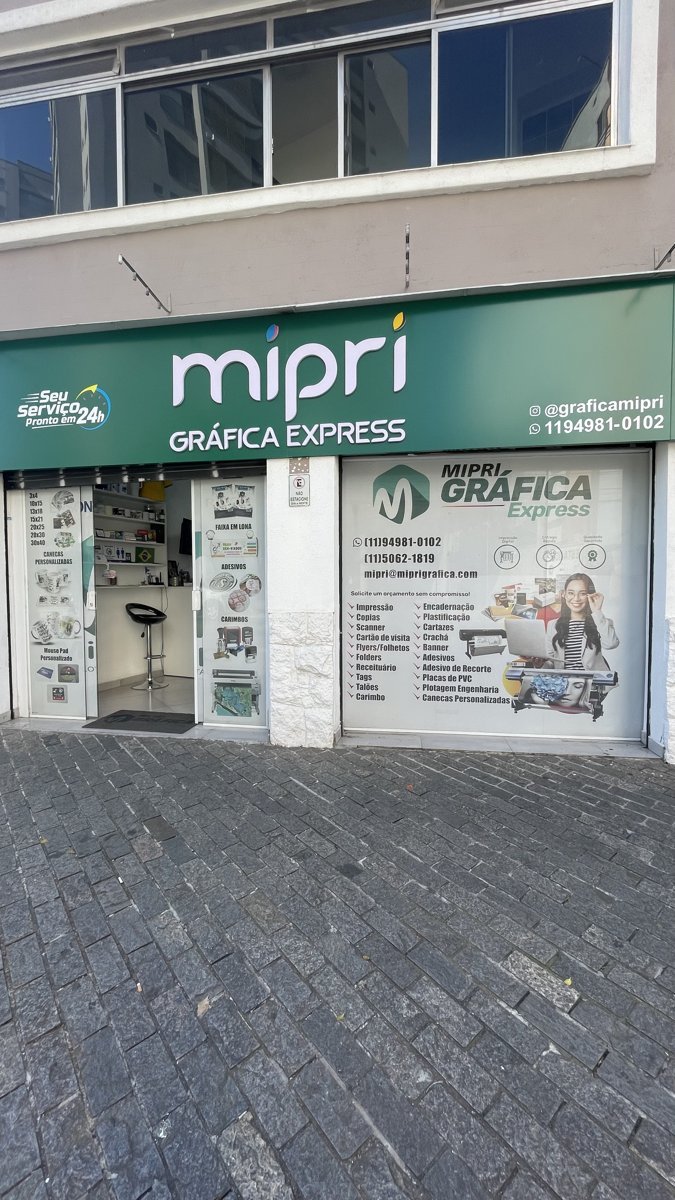 mipri
GRÁFICA EXPRESS
Seu
Serviço
Pronto em 24h
@graficamipri
1194981-0102
3x4
10x15
13x18
15x21
20x25
20x30
30x40
CANECAS
PERSONALIZADAS
Mouse Pad
Personalizado
FAIXA EM LONA
ADESIVOS
CARIMBOS
NÃO
ESTACIONE
MIPRI
GRÁFICA
Express
(11)94981-0102
(11)5062-1819
mipri@miprigrafica.com
Impressão
Digital
Solicite um orçamento sem compromisso!
Impressão
Copias
Scanner
Cartão de visita
Flyers/Folhetos
Folders
Receituário
Tags
Talões
Carimbo
Encadernação
Plastificação
Cartazes
Crachá
Banner
Adesivos
Adesivo de Recorte
Placas de PVC
Plotagem Engenharia
Canecas Personalizadas